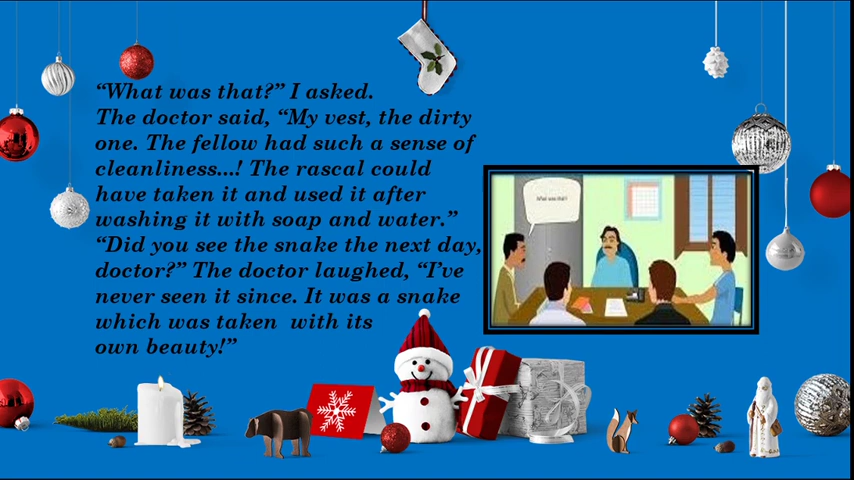 “What was that?” I asked.
The doctor said, “My vest, the dirty
one. The fellow had such a sense of
cleanliness...! The rascal could
have taken it and used it after
washing it with soap and water.”
“Did you see the snake the next day,
doctor?” The doctor laughed, “I’ve
never seen it since. It was a snake
which was taken  with its
own beauty!”
What was that?